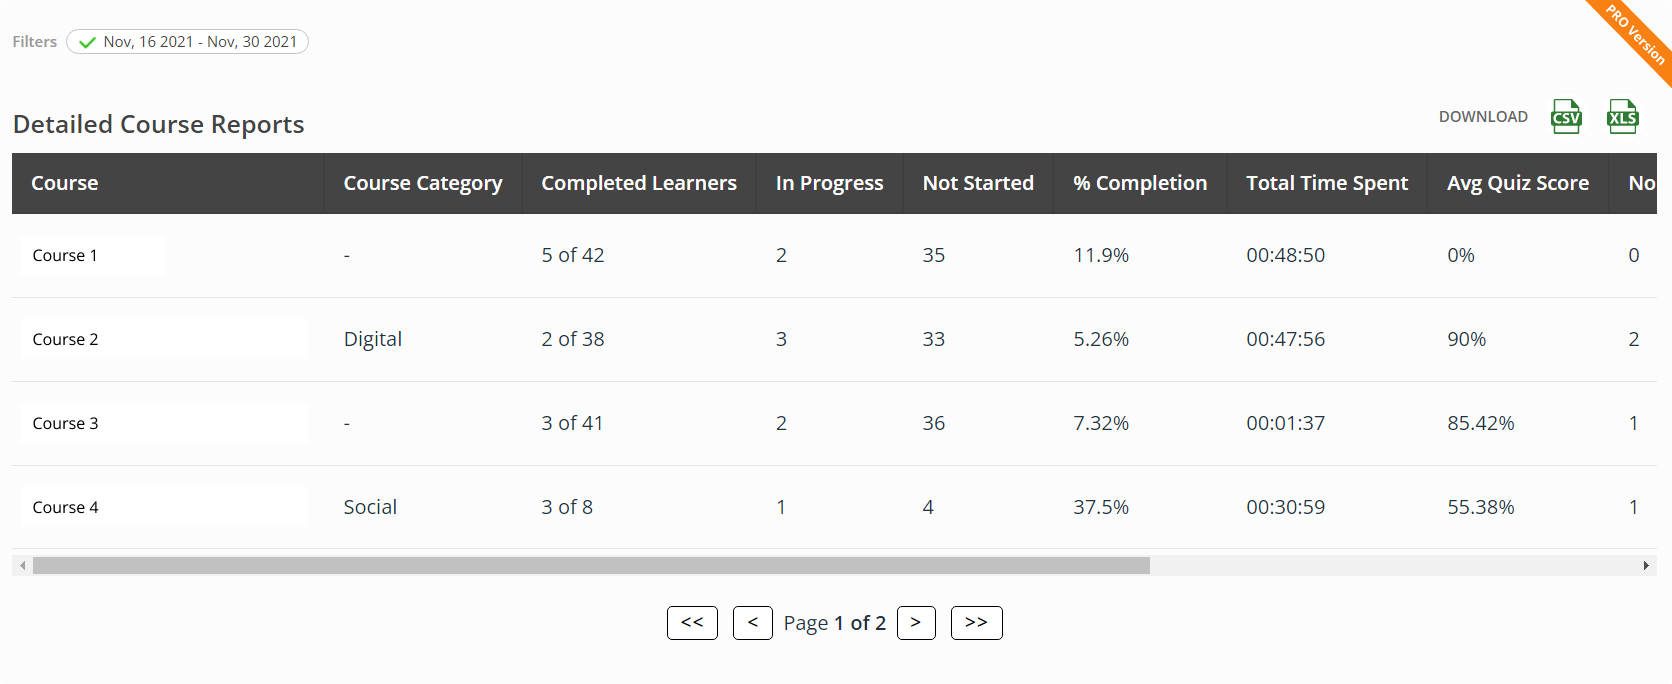 PRO Version
Filters Nov, 16 2021 - Nov, 30 2021
Detailed Course Reports DOWNLOAD CSV XLS
Course Course Category Completed Learners In Progress Not Started % Completion Total Time Spent Avg Quiz Score No
Course 1 - 5 of 42 2 35 11.9% 00:48:50 0% 0
Course 2 Digital 2 of 38 3 33 5.26% 00:47:56 90% 2
Course 3 - 3 of 41 2 36 7.32% 00:01:37 85.42% 1
Course 4 Social 3 of 8 1 4 37.5% 00:30:59 55.38% 1
<< < Page 1 of 2 > >>